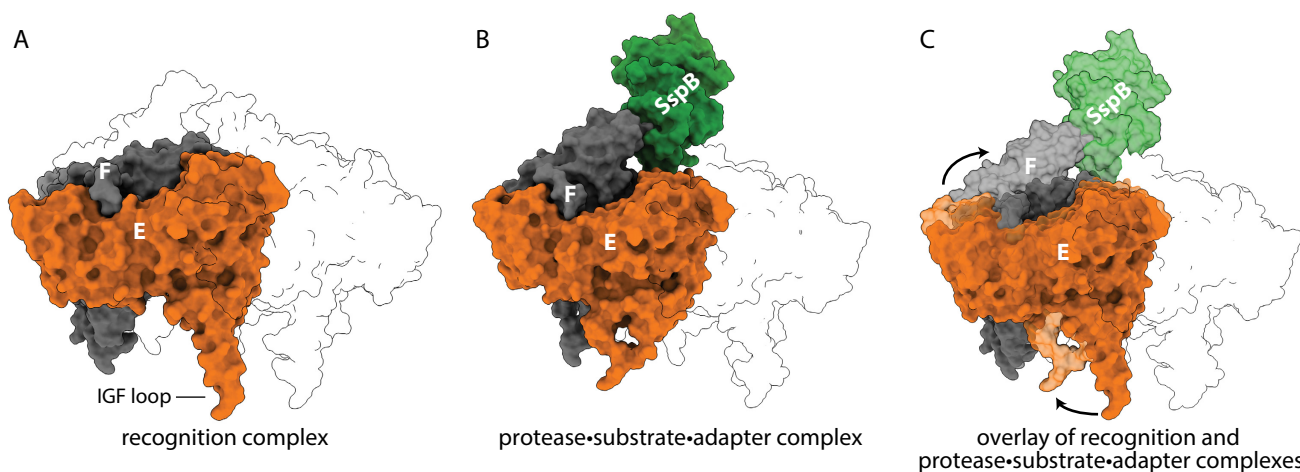 A
F
E
IGF loop
recognition complex
B
SspB
F
E
protease•substrate•adapter complex
C
SspB
F
E
overlay of recognition and
protease•substrate•adapter complexes